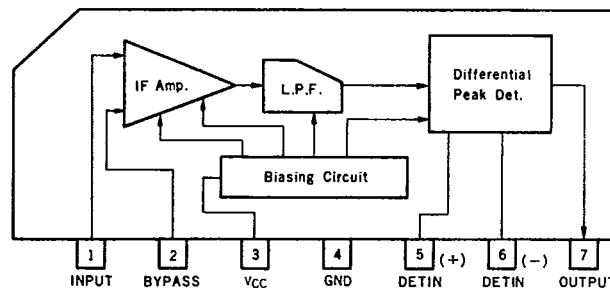 IF Amp.
L.P.F.
Differential
Peak Det.
Biasing Circuit
1 2 3 4 5 (+) 6 (-) 7
INPUT BYPASS VCC GND DETIN DETIN OUTPUT